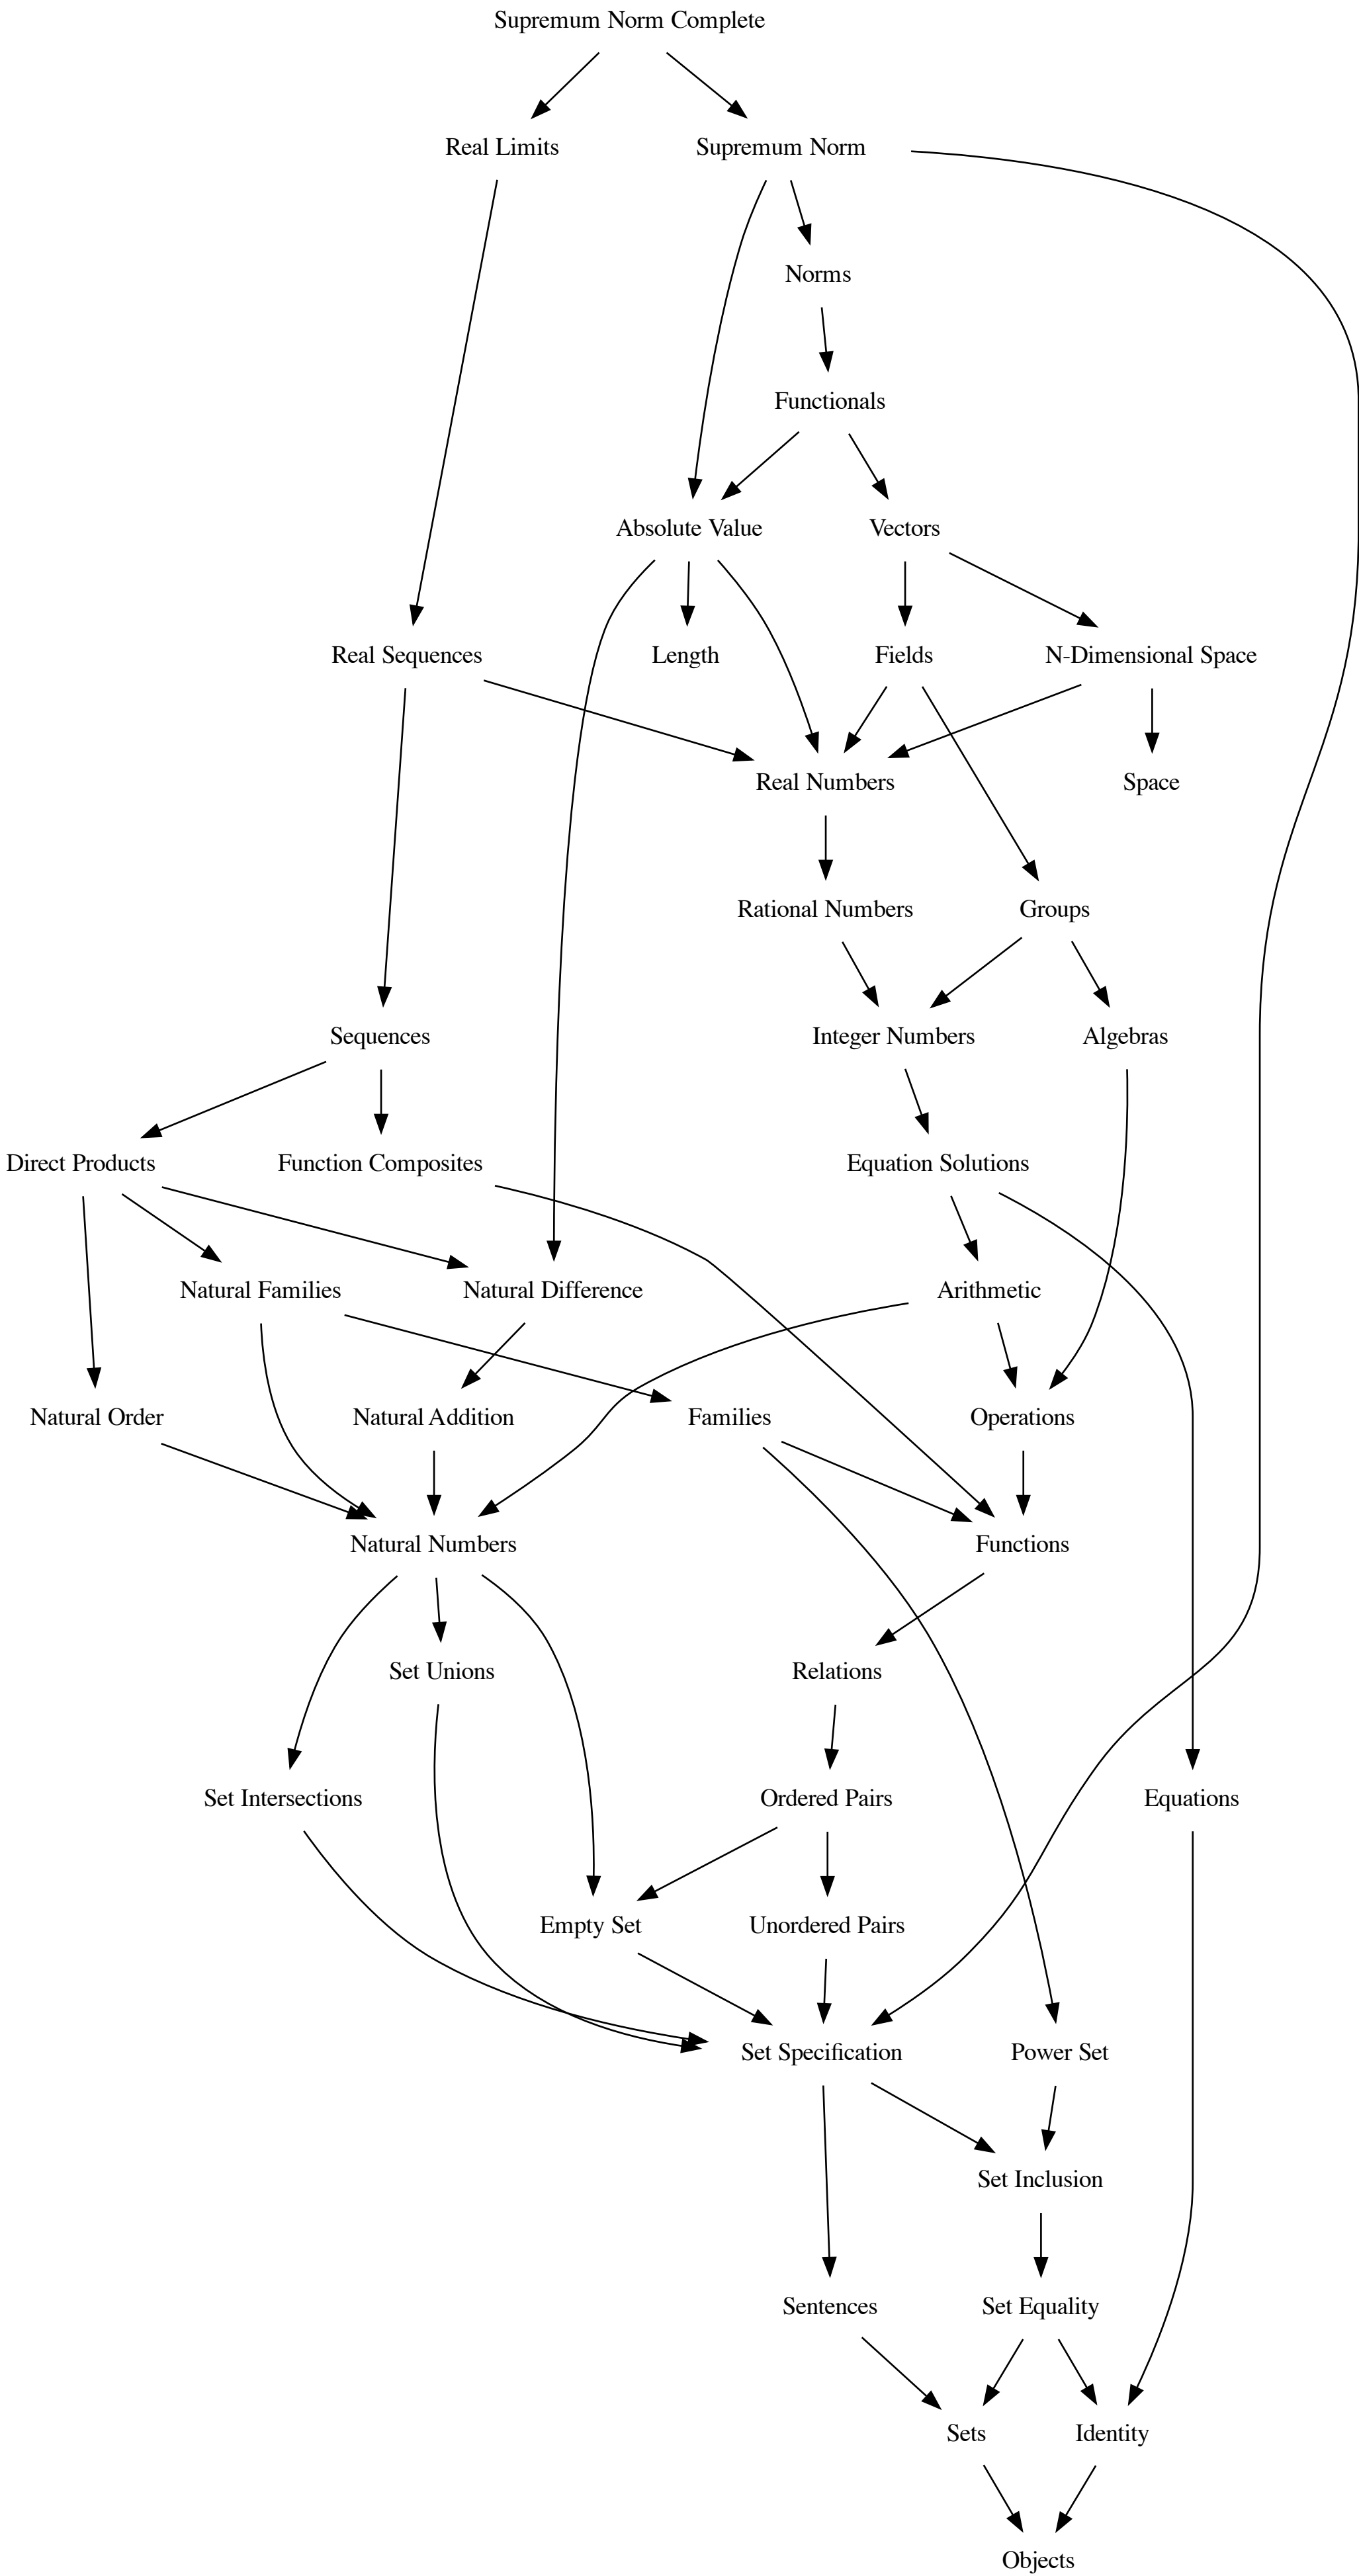 Supremum Norm Complete
Real Limits
Supremum Norm
Norms
Functionals
Absolute Value
Vectors
Real Sequences
Length
Fields
N-Dimensional Space
Real Numbers
Space
Rational Numbers
Groups
Sequences
Integer Numbers
Algebras
Direct Products
Function Composites
Equation Solutions
Natural Families
Natural Difference
Arithmetic
Natural Order
Natural Addition
Families
Operations
Natural Numbers
Functions
Set Unions
Relations
Set Intersections
Ordered Pairs
Equations
Empty Set
Unordered Pairs
Set Specification
Power Set
Set Inclusion
Sentences
Set Equality
Sets
Identity
Objects